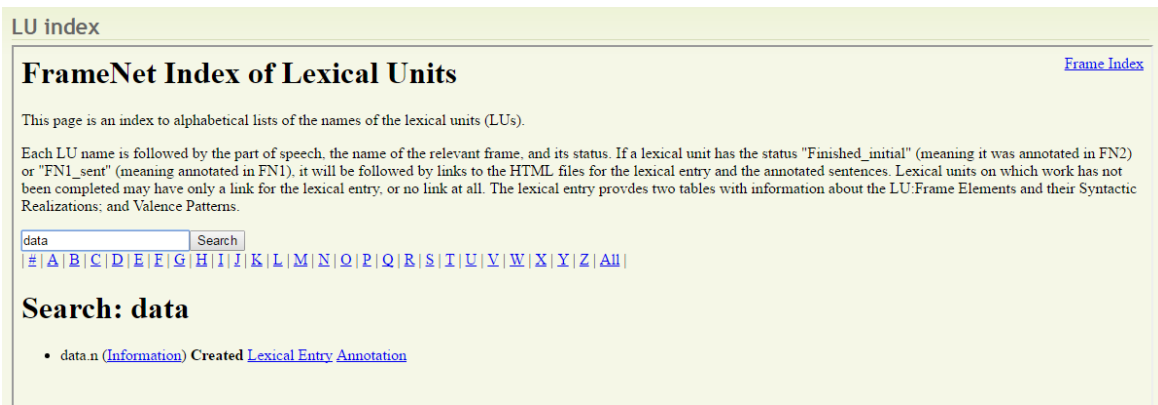 LU index
FrameNet Index of Lexical Units
Frame Index
This page is an index to alphabetical lists of the names of the lexical units (LUs).
Each LU name is followed by the part of speech, the name of the relevant frame, and its status. If a lexical unit has the status "Finished_initial" (meaning it was annotated in FN2)
or "FN1_sent" (meaning annotated in FN1), it will be followed by links to the HTML files for the lexical entry and the annotated sentences. Lexical units on which work has not
been completed may have only a link for the lexical entry, or no link at all. The lexical entry provdes two tables with information about the LU:Frame Elements and their Syntactic
Realizations; and Valence Patterns.
data Search
| # | A | B | C | D | E | F | G | H | I | J | K | L | M | N | O | P | Q | R | S | T | U | V | W | X | Y | Z | All |
Search: data
• data.n (Information) Created Lexical Entry Annotation